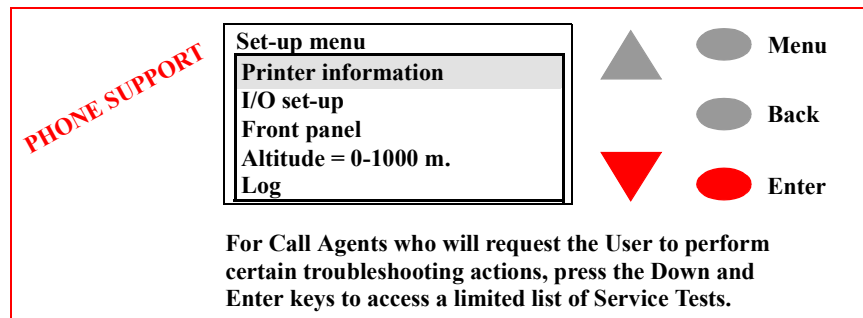 PHONE SUPPORT
Set-up menu
Printer information
I/O set-up
Front panel
Altitude = 0-1000 m.
Log
Menu
Back
Enter
For Call Agents who will request the User to perform
certain troubleshooting actions, press the Down and
Enter keys to access a limited list of Service Tests.